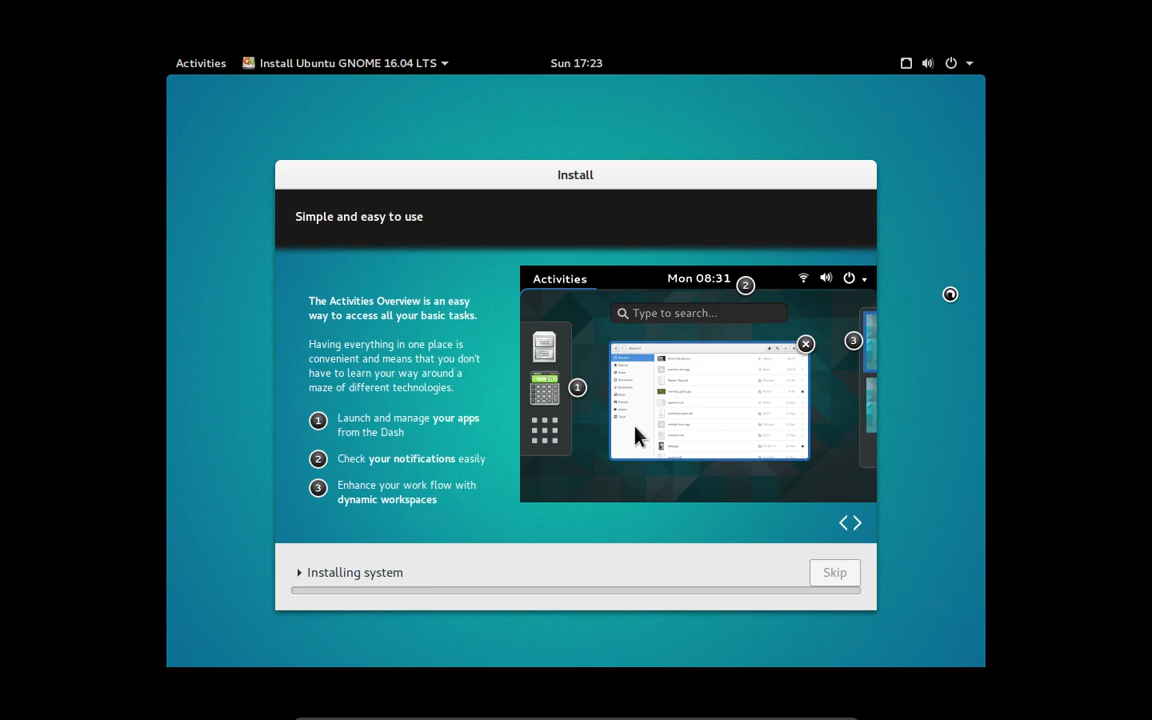 Activities Install Ubuntu GNOME 16.04 LTS Sun 17:23
Install
Simple and easy to use
The Activities Overview is an easy
way to access all your basic tasks.
Having everything in one place is
convenient and means that you don't
have to learn your way around a
maze of different technologies.
1 Launch and manage your apps
from the Dash
2 Check your notifications easily
3 Enhance your work flow with
dynamic workspaces
Activities Mon 08:31
2
Type to search...
3
1
Installing system
Skip